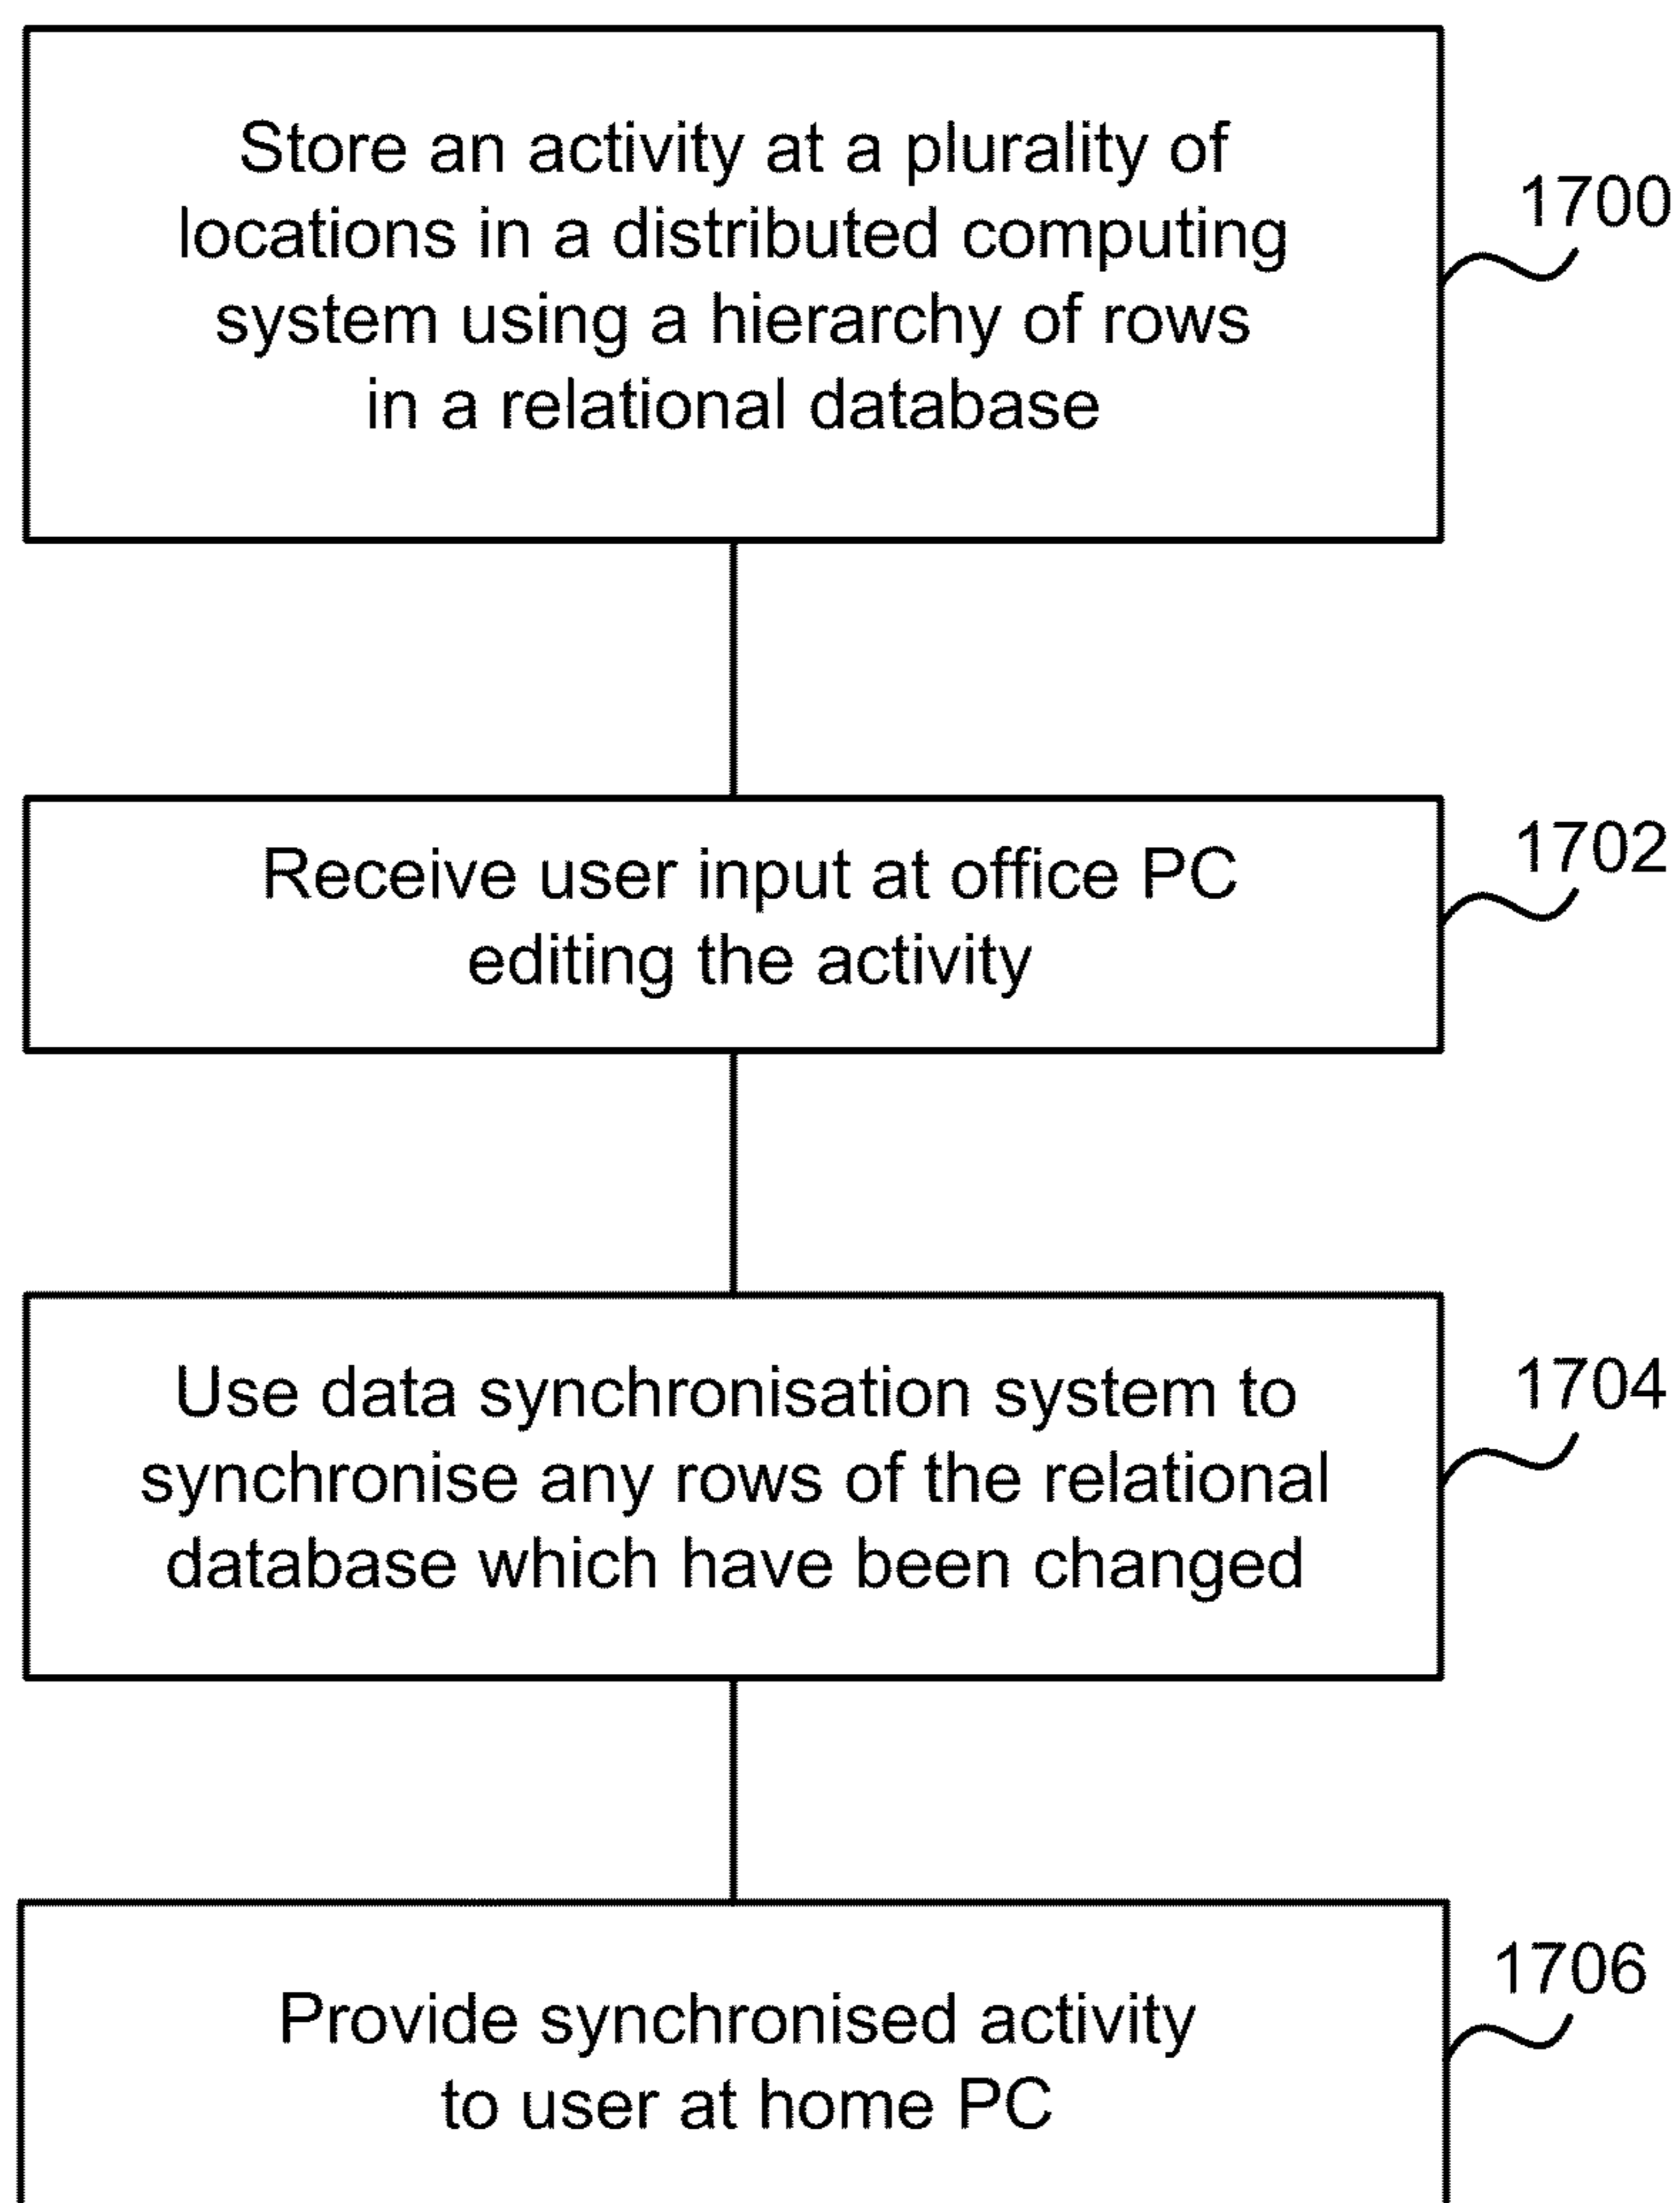 Store an activity at a plurality of
locations in a distributed computing
system using a hierarchy of rows
in a relational database
1700
Receive user input at office PC
editing the activity
1702
Use data synchronisation system to
synchronise any rows of the relational
database which have been changed
1704
Provide synchronised activity
to user at home PC
1706